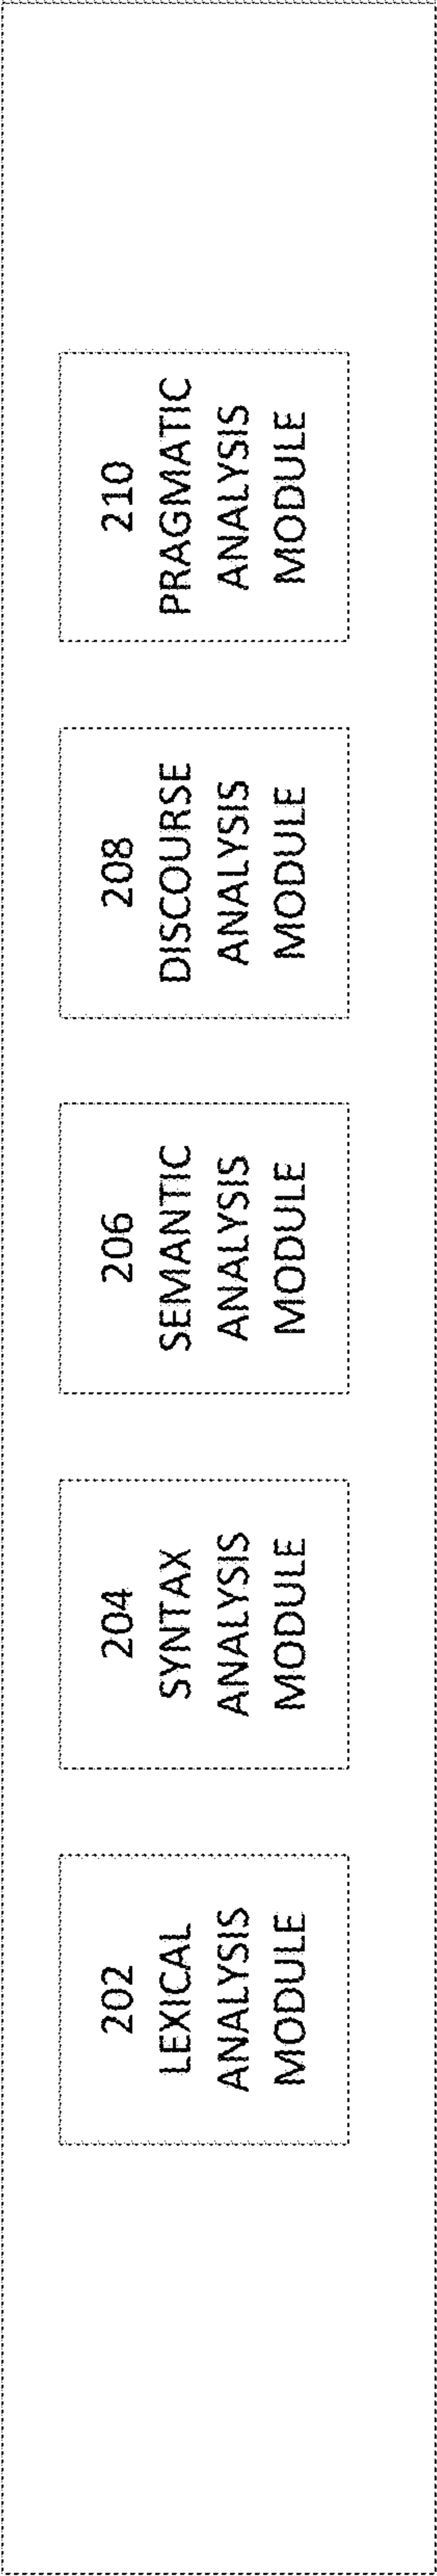 202
LEXICAL
ANALYSIS
MODULE
204
SYNTAX
ANALYSIS
MODULE
206
SEMANTIC
ANALYSIS
MODULE
208
DISCOURSE
ANALYSIS
MODULE
210
PRAGMATIC
ANALYSIS
MODULE